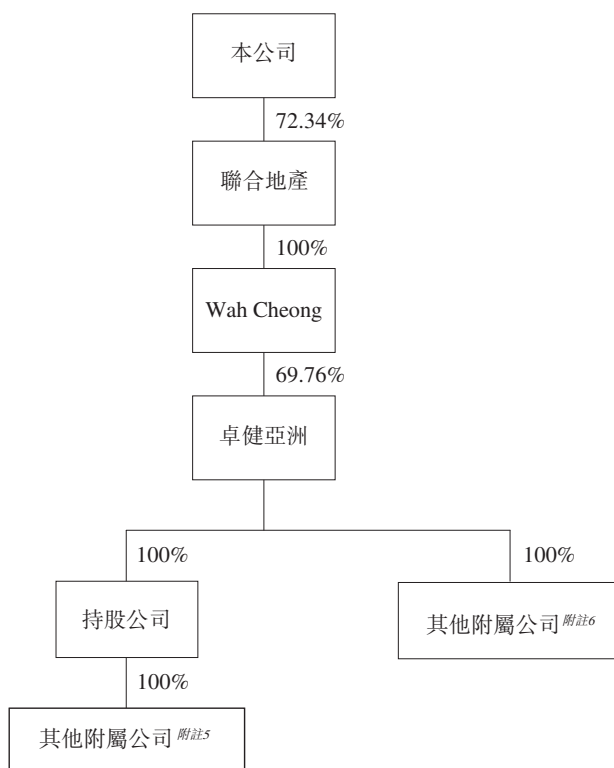 本公司
72.34%
聯合地產
100%
Wah Cheong
69.76%
卓健亞洲
100%
100%
持股公司
其他附屬公司附註6
100%
其他附屬公司附註5